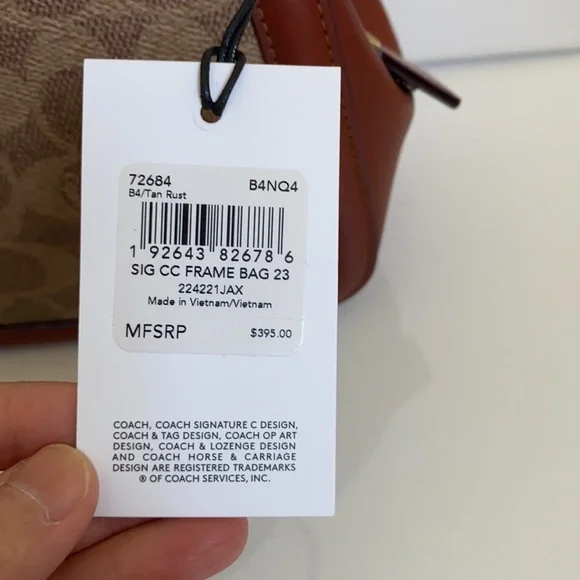 72684 B4NQ4
B4/Tan Rust
1 92643 82678 6
SIG CC FRAME BAG 23
224221JAX
Made in Vietnam/Vietnam
MFSRP $395.00
COACH, COACH SIGNATURE C DESIGN,
COACH & TAG DESIGN, COACH OP ART
DESIGN, COACH & LOZENGE DESIGN
AND COACH HORSE & CARRIAGE
DESIGN ARE REGISTERED TRADEMARKS
® OF COACH SERVICES, INC.